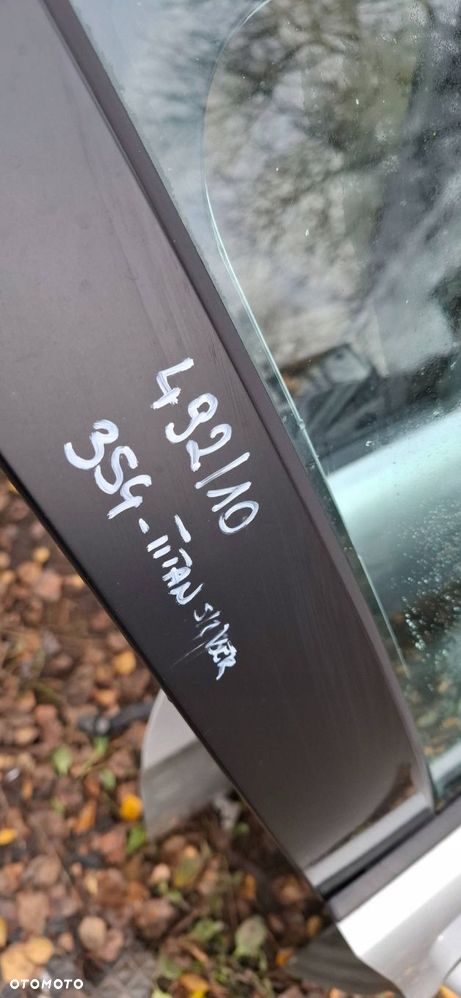 492/10
354 - TITAN SILVER
OTOMOTO